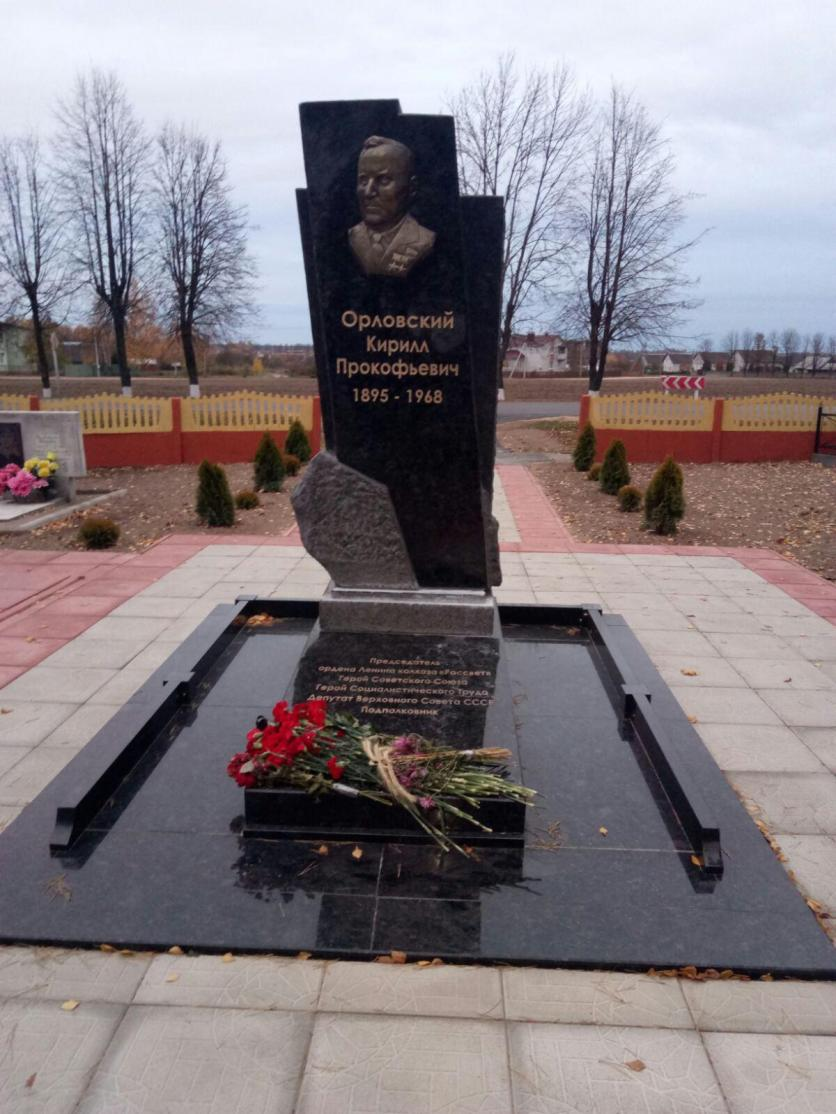 Орловский
Кирилл
Прокофьевич
1895 - 1968
Председатель
ордена Ленина колхоза «Рассвет»
Герой Советского Союза
Герой Социалистического Труда
Депутат Верховного Совета СССР
Подполковник